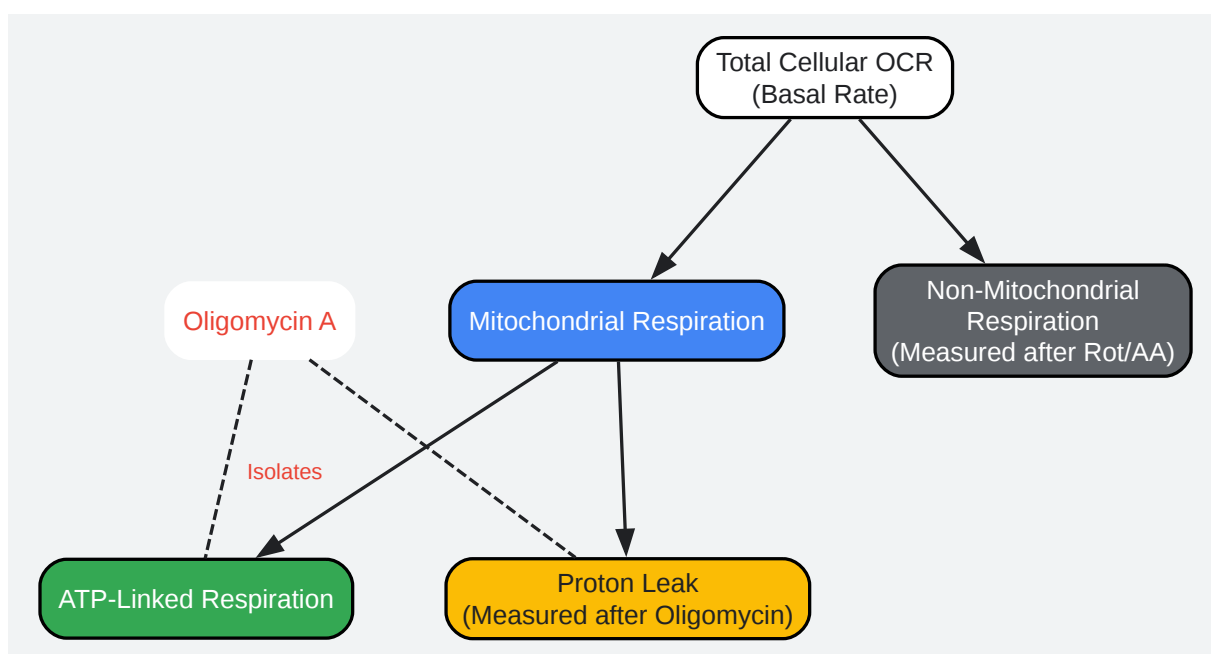 Total Cellular OCR
(Basal Rate)
Oligomycin A
Mitochondrial Respiration
Non-Mitochondrial
Respiration
(Measured after Rot/AA)
Isolates
ATP-Linked Respiration
Proton Leak
(Measured after Oligomycin)